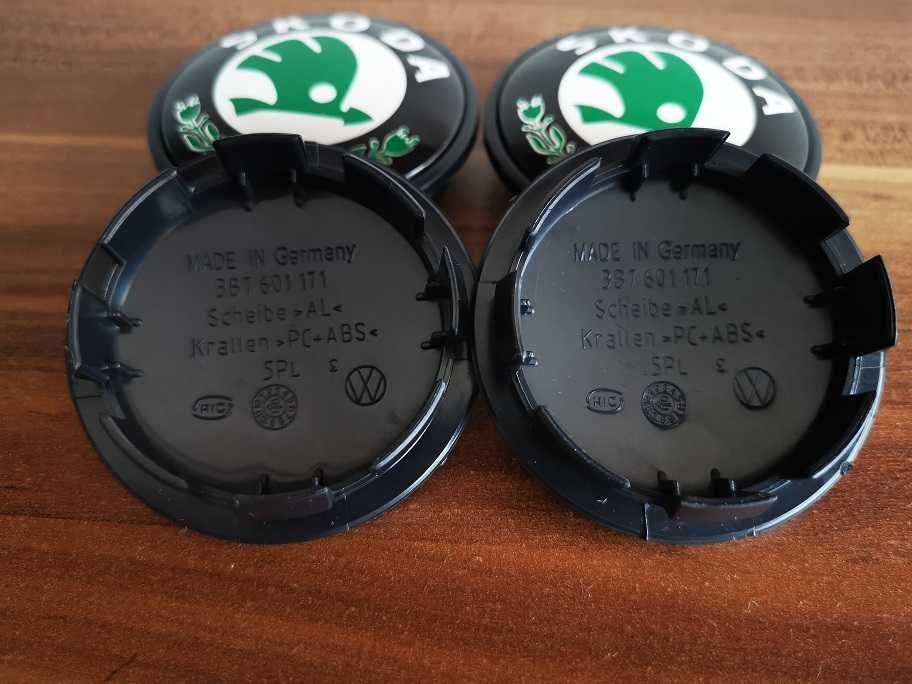 SKODA
SKODA
MADE IN Germany
3B7 601 171
Scheibe >AL<
Krallen >PC+ABS<
5PL
MADE IN Germany
3B7 601 171
Scheibe >AL<
Krallen >PC+ABS<
5PL